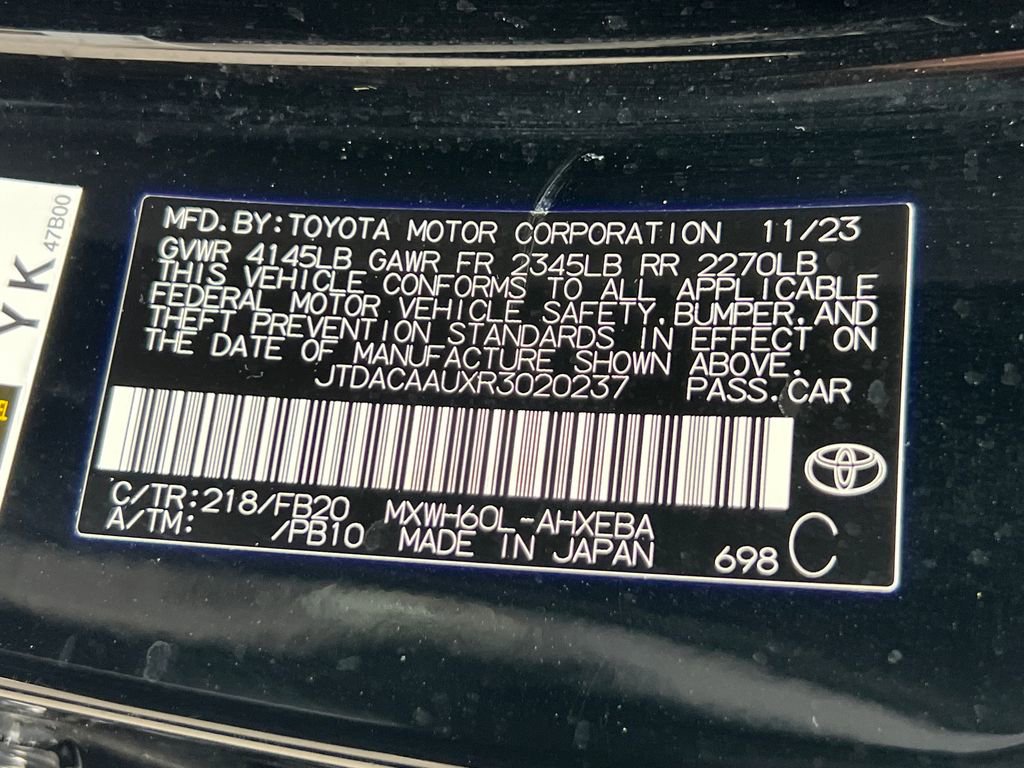 MFD.BY:TOYOTA MOTOR CORPORATION 11/23
GVWR 4145LB GAWR FR 2345LB RR 2270LB
THIS VEHICLE CONFORMS TO ALL APPLICABLE
FEDERAL MOTOR VEHICLE SAFETY,BUMPER,AND
THEFT PREVENTION STANDARDS IN EFFECT ON
THE DATE OF MANUFACTURE SHOWN ABOVE.
JTDACAAUXR3020237 PASS.CAR
C/TR:218/FB20 MXWH60L-AHXEBA
A/TM: /PB10 MADE IN JAPAN 698 C
YK 47B00